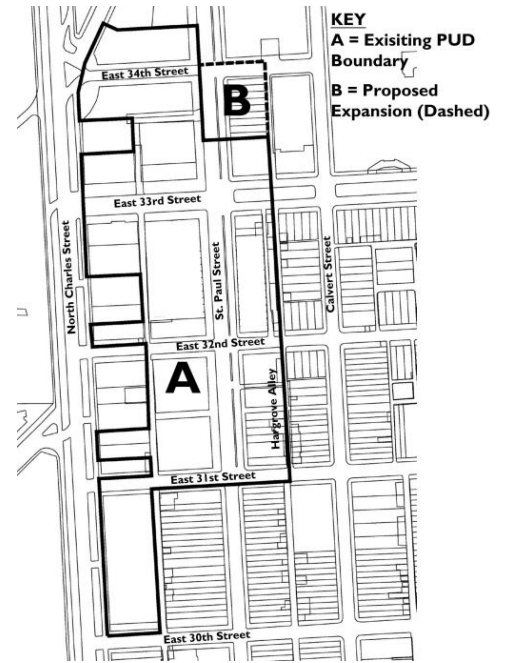 KEY
A = Exisiting PUD
Boundary
B = Proposed
Expansion (Dashed)
East 34th Street
B
East 33rd Street
North Charles Street
St. Paul Street
Calvert Street
East 32nd Street
A
Hargrove Alley
East 31st Street
East 30th Street